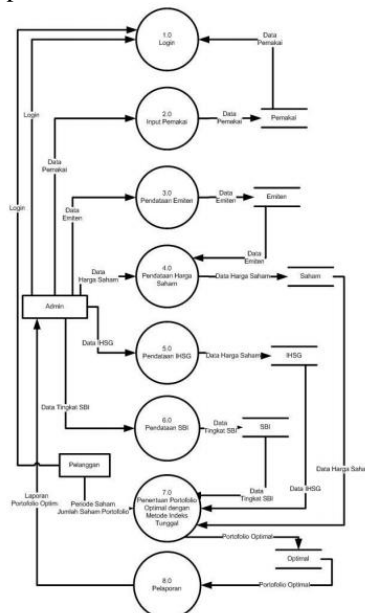 Data
Pemakai
1.0
Login
Login
Login
Data
Pemakai
2.0
Input Pemakai
Data
Pemakai
Pemakai
Data
Emiten
3.0
Pendataan Emiten
Data
Emiten
Emiten
Data
Emiten
Data
Harga Saham
4.0
Pendataan Harga
Saham
Data Harga Saham
Saham
Admin
Data IHSG
5.0
Pendataan IHSG
Data Harga Saham
IHSG
Data Tingkat SBI
6.0
Pendataan SBI
Data
Tingkat SBI
SBI
Pelanggan
Laporan
Portofolio Optim
Periode Saham
Jumlah Saham Portofolio
7.0
Penentuan Portofolio
Optimal dengan
Metode Indeks
Tunggal
Data
Tingkat SBI
Data IHSG
Data Harga Saha
Portofolio Optimal
Optimal
8.0
Pelaporan
Portofolio Optimal